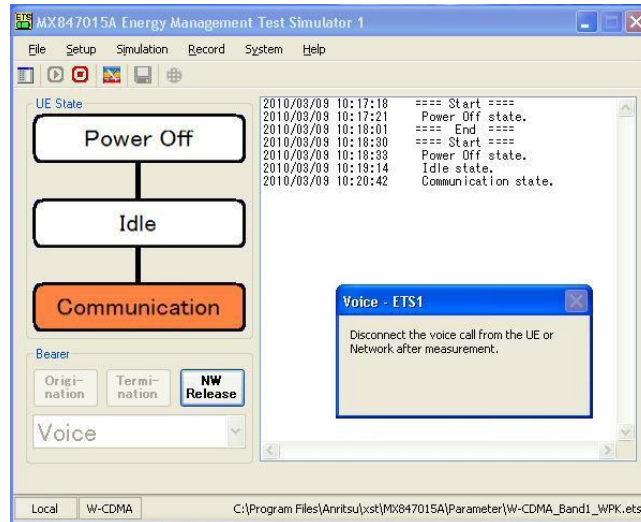 MX847015A Energy Management Test Simulator 1
File Setup Simulation Record System Help
UE State
Power Off
Idle
Communication
Bearer
Origi-
nation
Termi-
nation
NW
Release
Voice
2010/03/09 10:17:18 ==== Start ====
2010/03/09 10:17:21 Power Off state.
2010/03/09 10:18:01 ==== End ====
2010/03/09 10:18:30 ==== Start ====
2010/03/09 10:18:33 Power Off state.
2010/03/09 10:19:14 Idle state.
2010/03/09 10:20:42 Communication state.
Voice - ETS1
Disconnect the voice call from the UE or
Network after measurement.
Local W-CDMA C:\Program Files\Anritsu\xst\MX847015A\Parameter\W-CDMA_Band1_WPK.ets